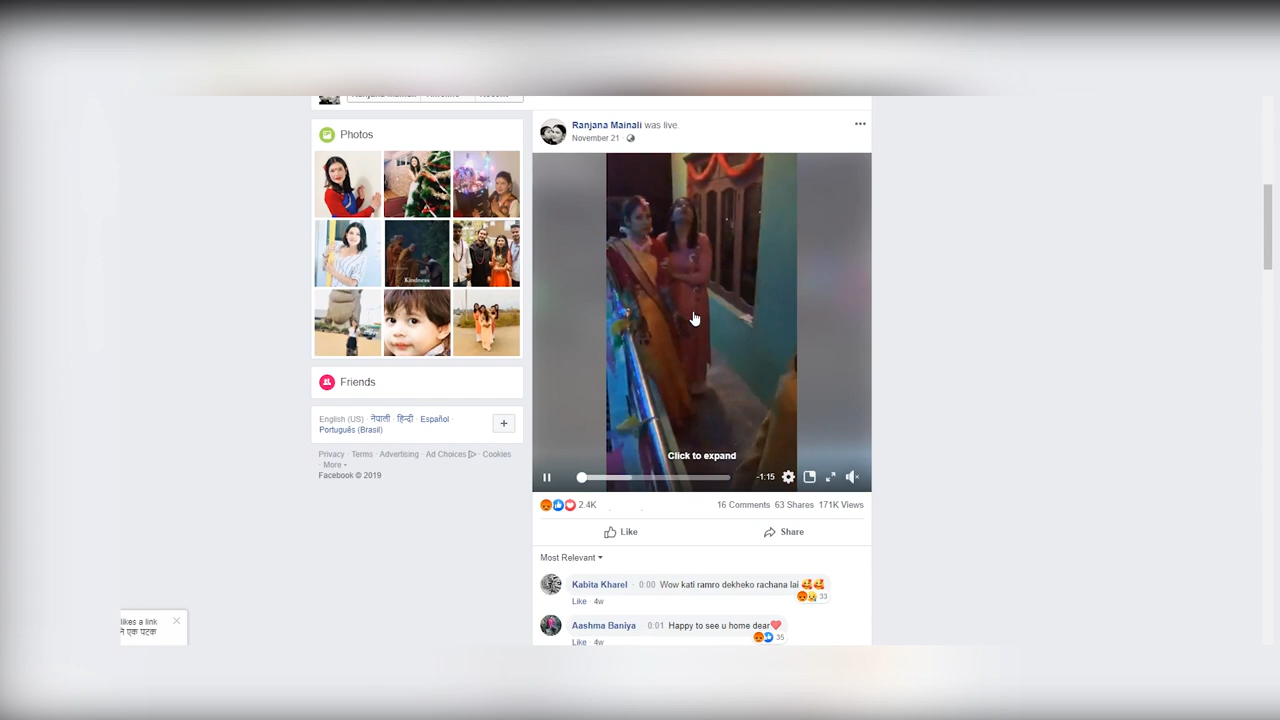 Photos
Ranjana Mainali was live.
November 21
Kindness
Friends
English (US) · नेपाली · हिन्दी · Español ·
Português (Brasil)
+
Privacy · Terms · Advertising · Ad Choices · Cookies
· More
Facebook © 2019
Click to expand
-1:15
2.4K
16 Comments 63 Shares 171K Views
Like
Share
Most Relevant
Kabita Kharel · 0:00 Wow kati ramro dekheko rachana lai 🥰🥰
33
Like · 4w
Aashma Baniya 0:01 Happy to see u home dear❤
35
Like · 4w
likes a link
ने एक पटक